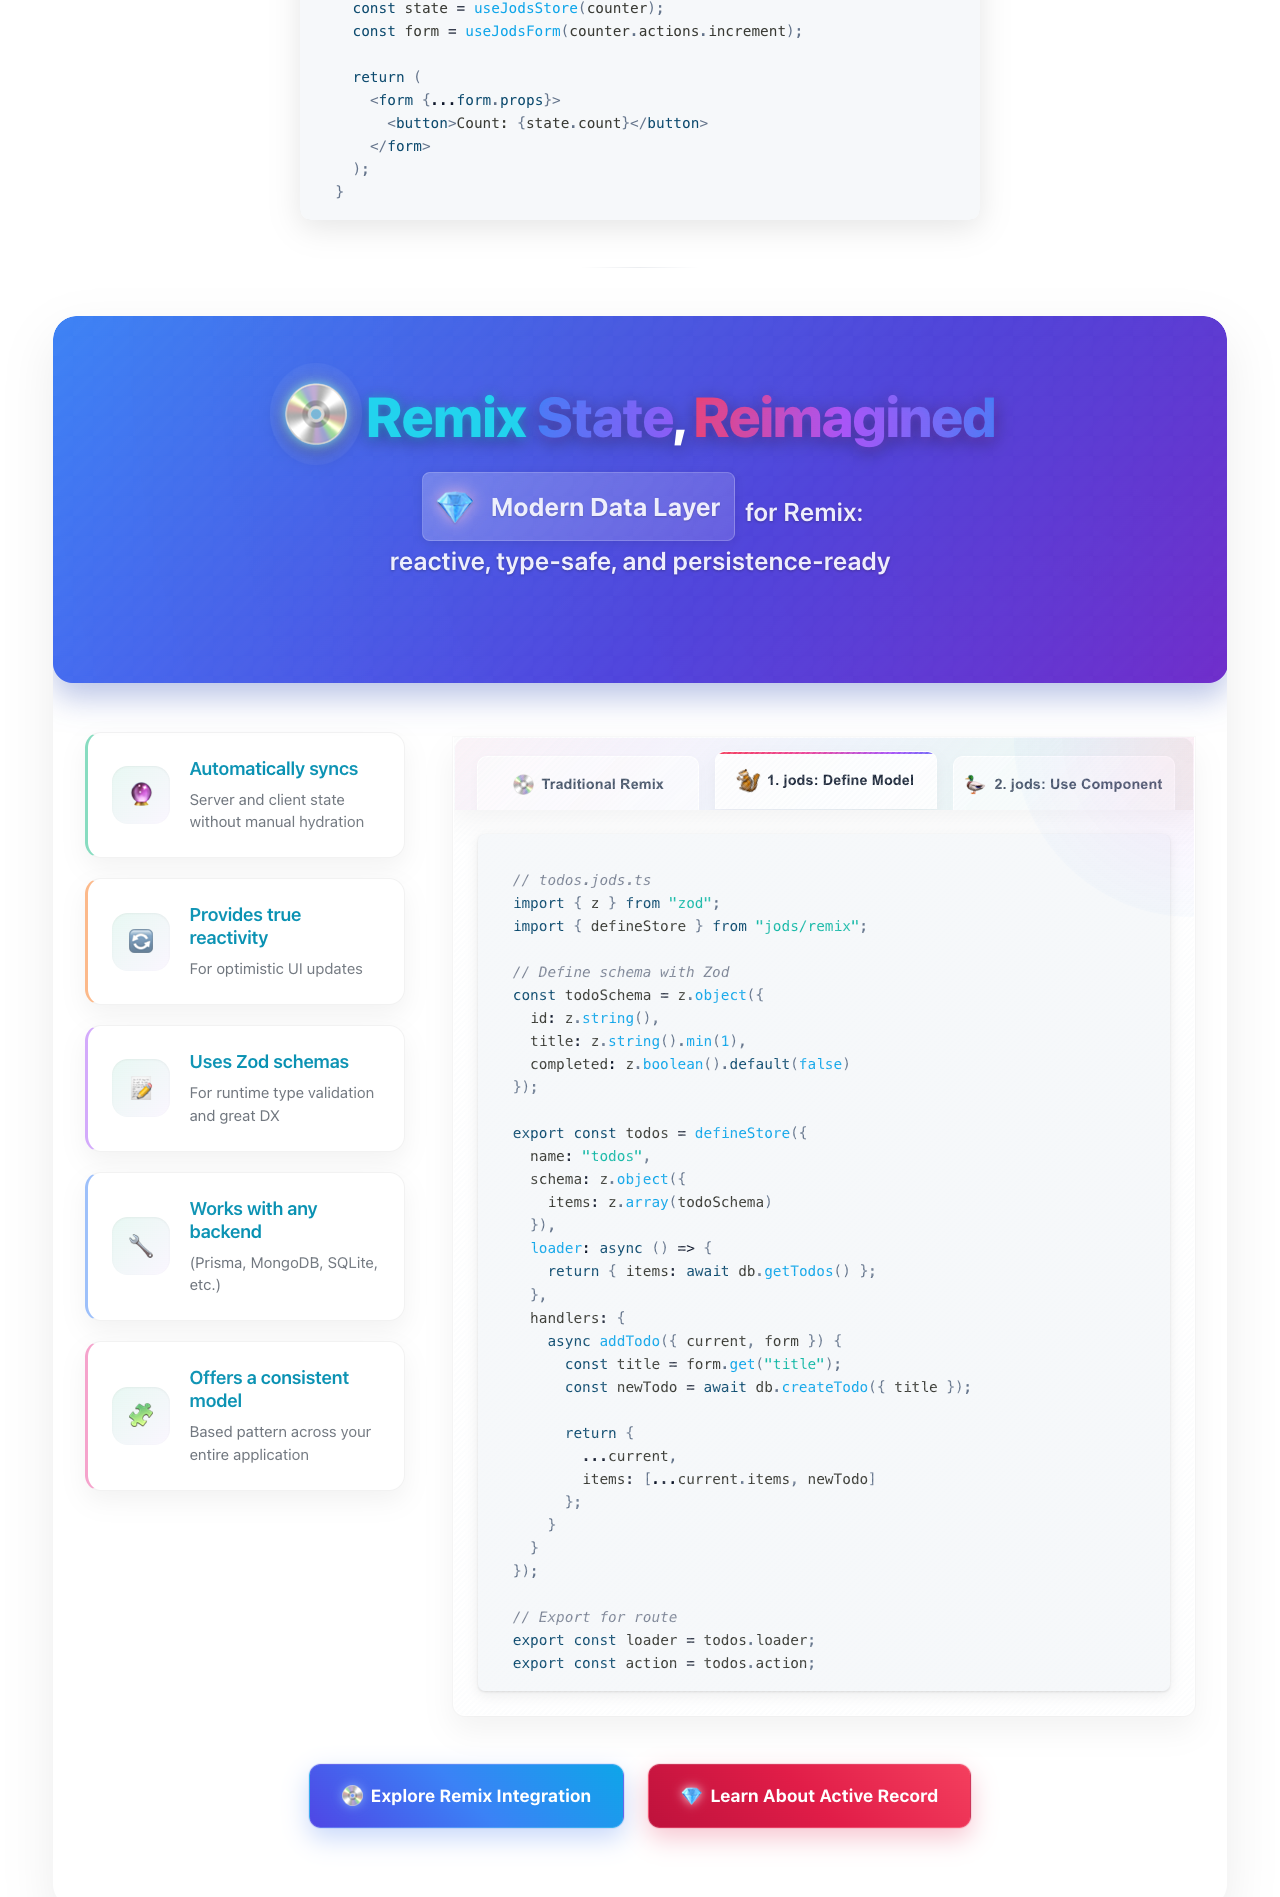 const state = useJodsStore(counter);
const form = useJodsForm(counter.actions.increment);
return (
<form {...form.props}>
<button>Count: {state.count}</button>
</form>
);
}
Remix State, Reimagined
Modern Data Layer for Remix:
reactive, type-safe, and persistence-ready
Automatically syncs
Server and client state
without manual hydration
Provides true
reactivity
For optimistic UI updates
Uses Zod schemas
For runtime type validation
and great DX
Works with any
backend
(Prisma, MongoDB, SQLite,
etc.)
Offers a consistent
model
Based pattern across your
entire application
Traditional Remix
1. jods: Define Model
2. jods: Use Component
// todos.jods.ts
import { z } from "zod";
import { defineStore } from "jods/remix";
// Define schema with Zod
const todoSchema = z.object({
id: z.string(),
title: z.string().min(1),
completed: z.boolean().default(false)
});
export const todos = defineStore({
name: "todos",
schema: z.object({
items: z.array(todoSchema)
}),
loader: async () => {
return { items: await db.getTodos() };
},
handlers: {
async addTodo({ current, form }) {
const title = form.get("title");
const newTodo = await db.createTodo({ title });
return {
...current,
items: [...current.items, newTodo]
};
}
}
});
// Export for route
export const loader = todos.loader;
export const action = todos.action;
Explore Remix Integration
Learn About Active Record